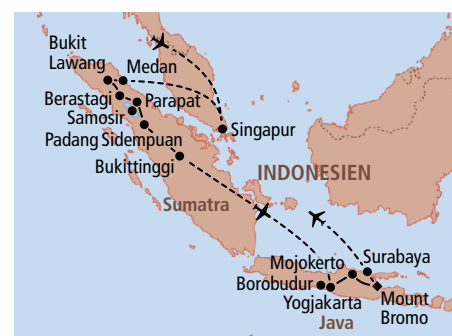 Bukit
Lawang
Medan
Berastagi
Parapat
Samosir
Padang Sidempuan
Bukittinggi
Singapur
INDONESIEN
Sumatra
Mojokerto
Surabaya
Borobudur
Yogjakarta
Mount
Bromo
Java